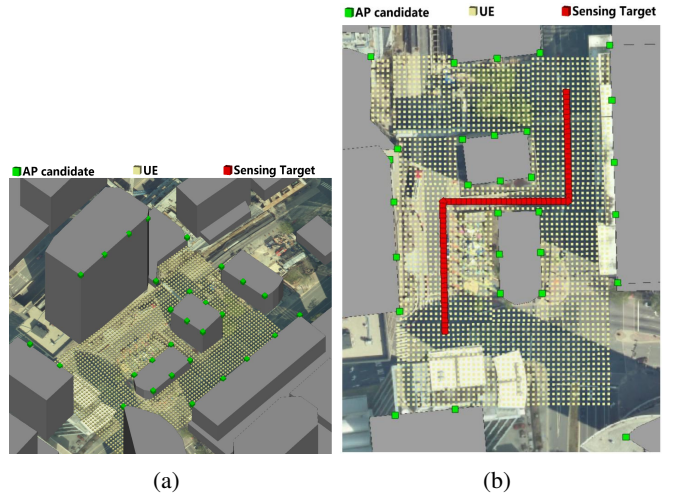 AP candidate UE Sensing Target
AP candidate UE Sensing Target
(a) (b)